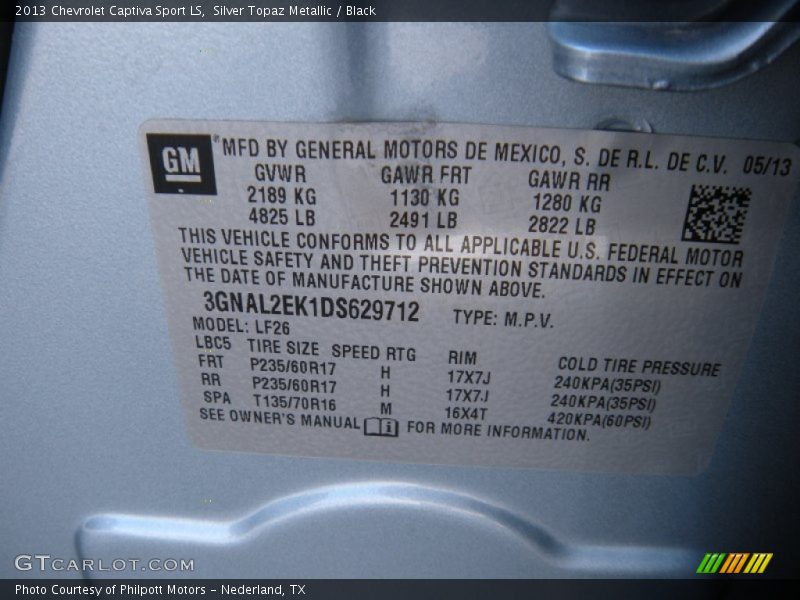 2013 Chevrolet Captiva Sport LS,  Silver Topaz Metallic / Black
GM® MFD BY GENERAL MOTORS DE MEXICO, S. DE R.L. DE C.V. 05/13
GVWR GAWR FRT GAWR RR
2189 KG 1130 KG 1280 KG
4825 LB 2491 LB 2822 LB
THIS VEHICLE CONFORMS TO ALL APPLICABLE U.S. FEDERAL MOTOR
VEHICLE SAFETY AND THEFT PREVENTION STANDARDS IN EFFECT ON
THE DATE OF MANUFACTURE SHOWN ABOVE.
3GNAL2EK1DS629712 TYPE: M.P.V.
MODEL: LF26
LBC5 TIRE SIZE SPEED RTG RIM COLD TIRE PRESSURE
FRT P235/60R17 H 17X7J 240KPA(35PSI)
RR P235/60R17 H 17X7J 240KPA(35PSI)
SPA T135/70R16 M 16X4T 420KPA(60PSI)
SEE OWNER'S MANUAL FOR MORE INFORMATION.
GTCARLOT.COM
Photo Courtesy of Philpott Motors – Nederland, TX